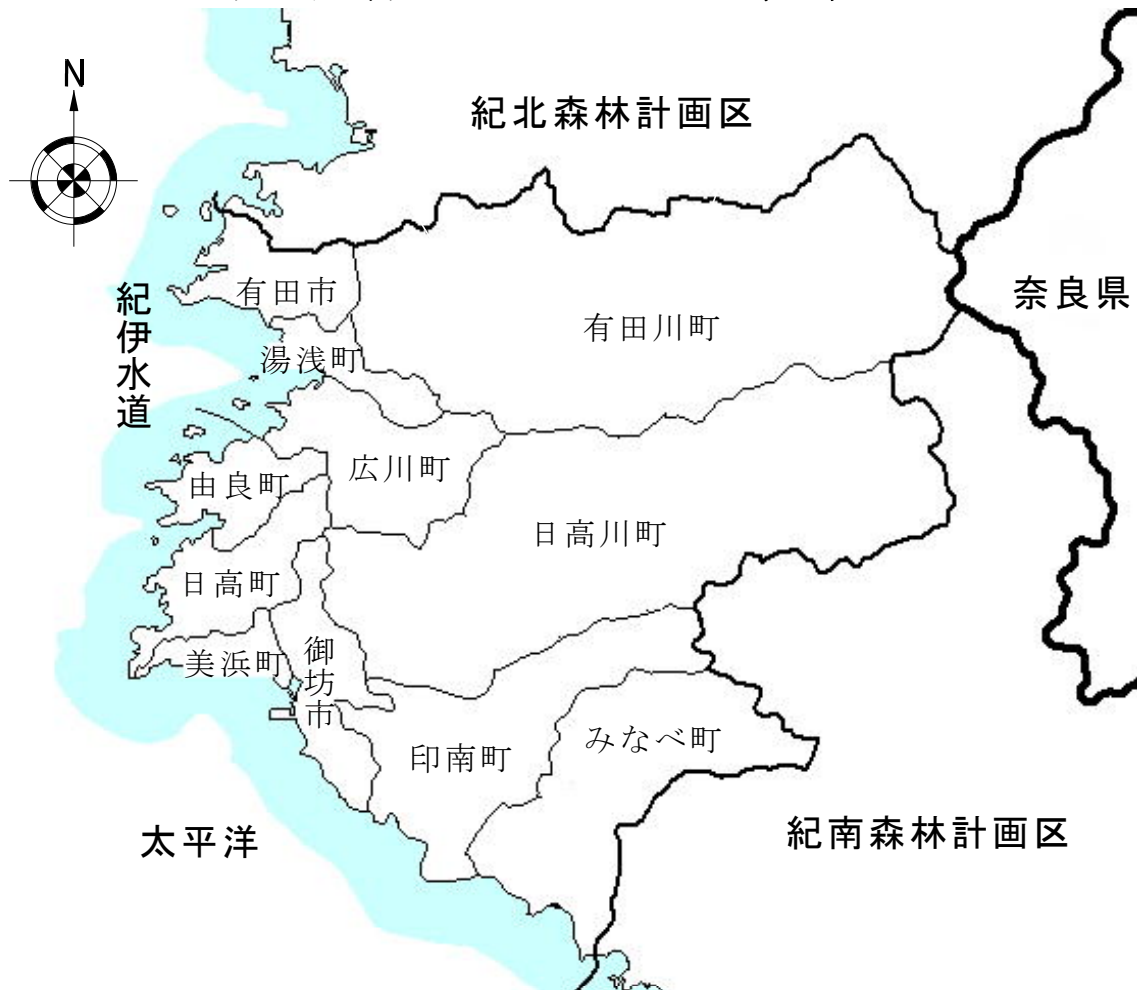 N
紀北森林計画区
奈良県
紀伊水道
有田市
有田川町
湯浅町
広川町
由良町
日高川町
日高町
美浜町
御坊市
印南町
みなべ町
太平洋
紀南森林計画区